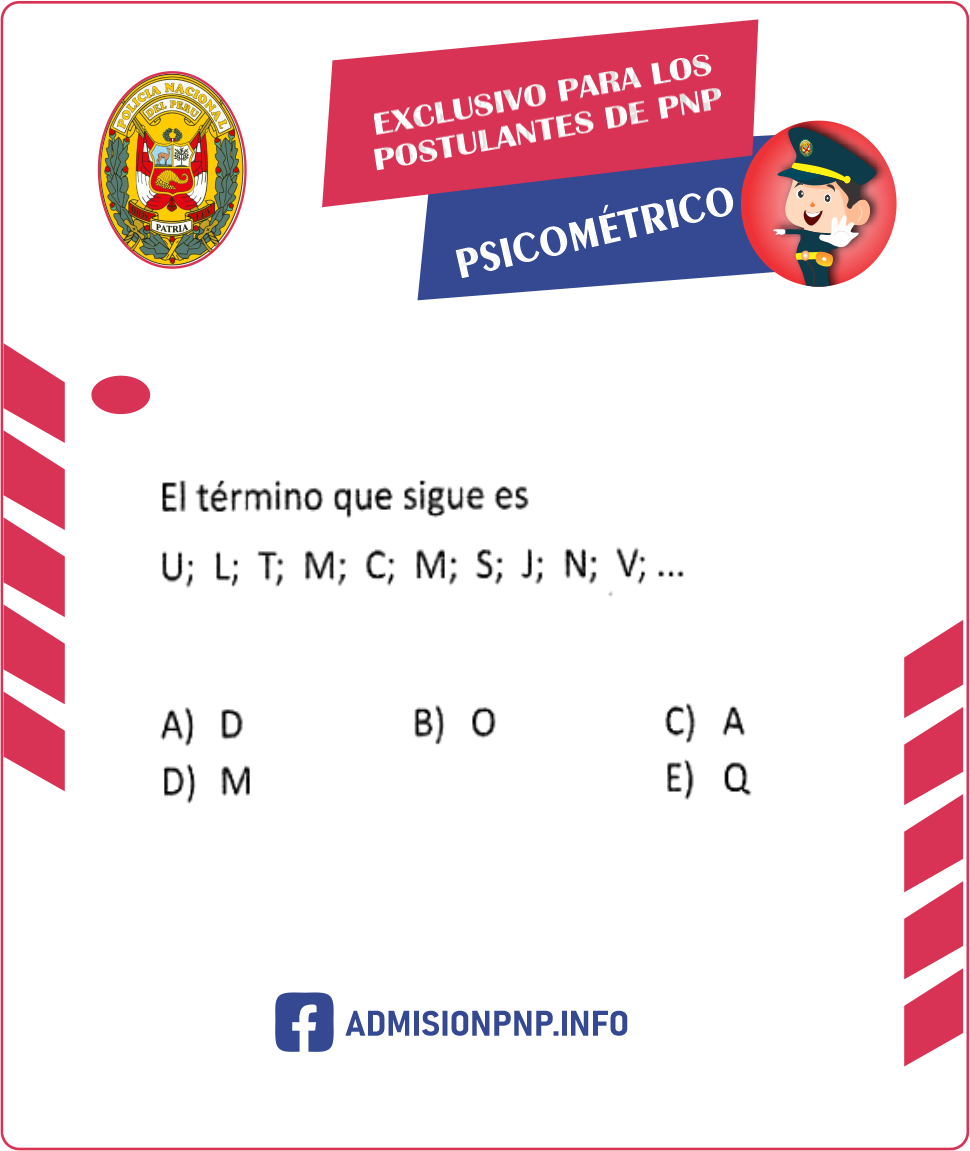 POLICIA NACIONAL
DEL PERU
PATRIA
EXCLUSIVO PARA LOS
POSTULANTES DE PNP
PSICOMÉTRICO
El término que sigue es
U; L; T; M; C; M; S; J; N; V; ...
A) D B) O C) A
D) M E) Q
ADMISIONPNP.INFO